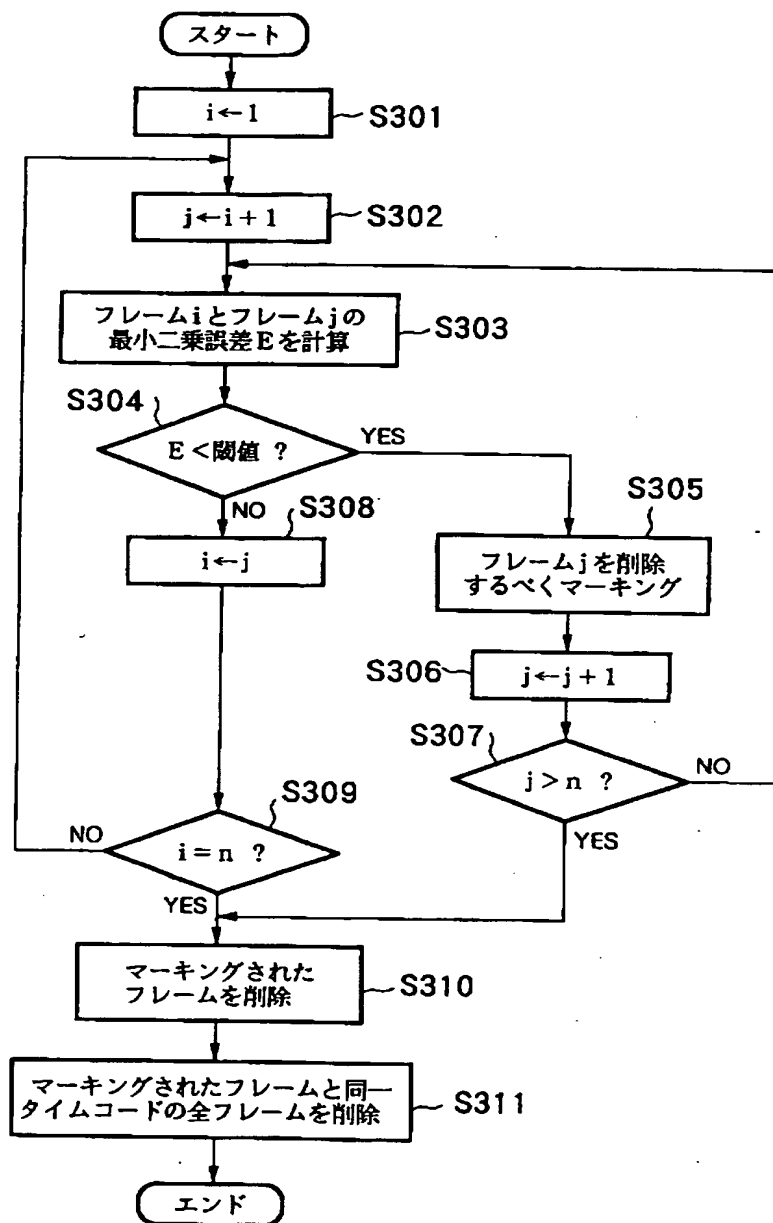 スタート
i←1
S301
j←i+1
S302
フレームiとフレームjの
最小二乗誤差Eを計算
S303
S304
E<閾値 ?
YES
NO
S308
i←j
S305
フレームjを削除
するべくマーキング
S306
j←j+1
S307
j>n ?
NO
YES
S309
i=n ?
NO
YES
マーキングされた
フレームを削除
S310
マーキングされたフレームと同一
タイムコードの全フレームを削除
S311
エンド